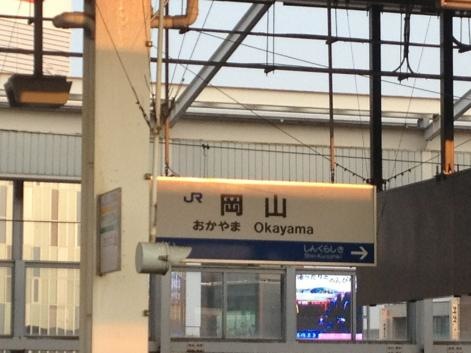 JR 岡山
おかやま Okayama
しんくらしき
Shin-Kurashiki